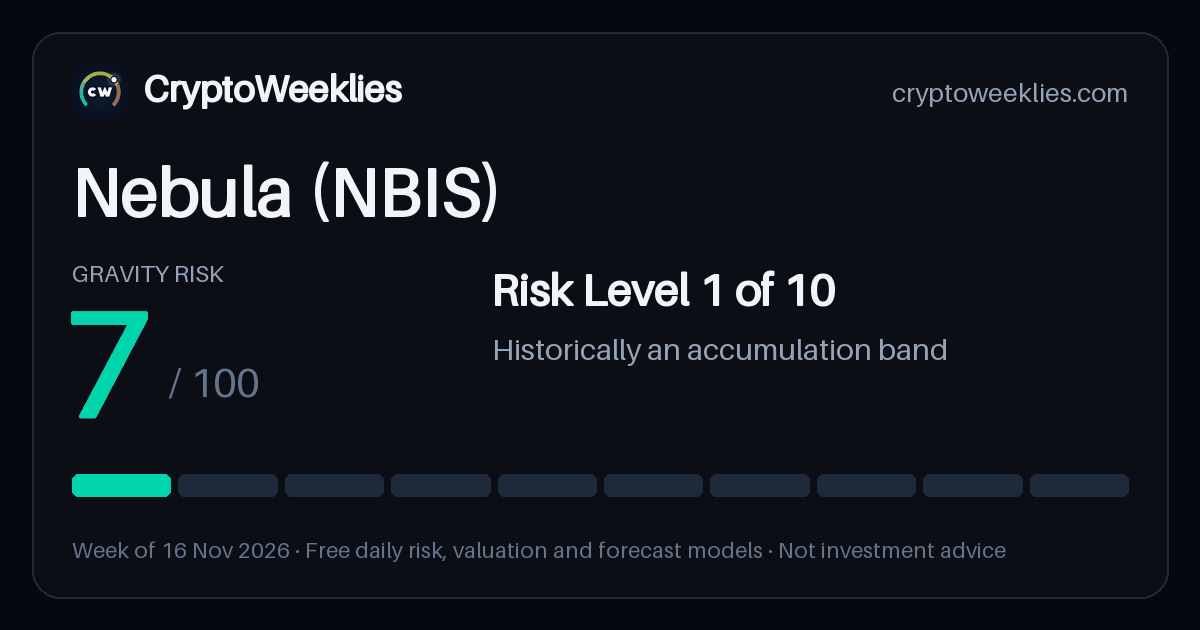 CW
CryptoWeeklies
cryptoweeklies.com
Nebula (NBIS)
GRAVITY RISK
7 / 100
Risk Level 1 of 10
Historically an accumulation band
Week of 16 Nov 2026 · Free daily risk, valuation and forecast models · Not investment advice